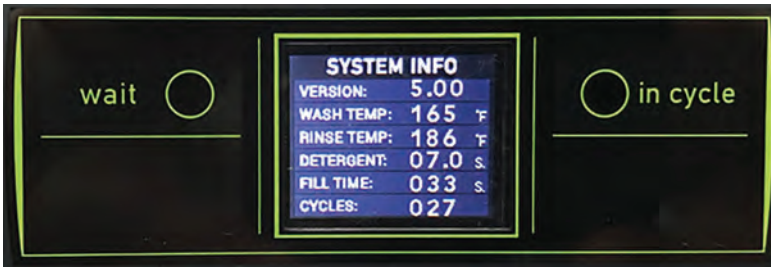 wait
SYSTEM INFO
VERSION: 5.00
WASH TEMP: 165 °F
RINSE TEMP: 186 °F
DETERGENT: 07.0 S.
FILL TIME: 033 S.
CYCLES: 027
in cycle